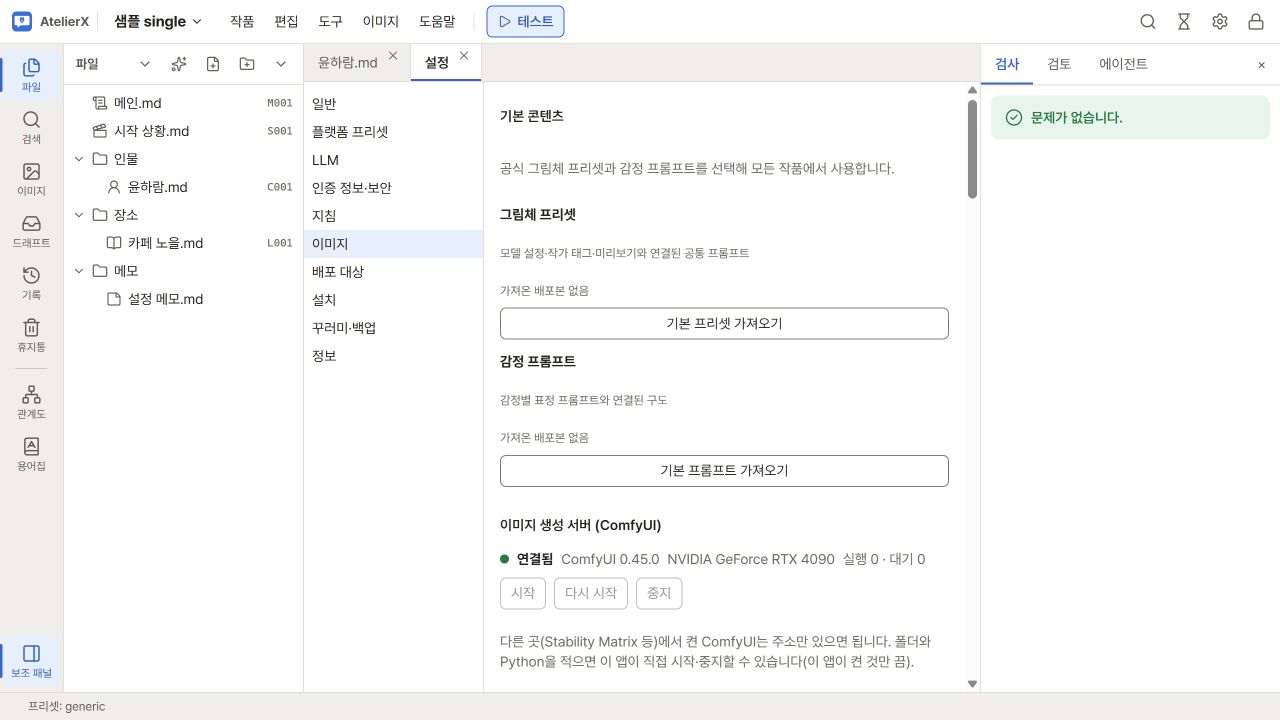 AtelierX
샘플 single
작품
편집
도구
이미지
도움말
테스트
파일
검색
이미지
드래프트
기록
휴지통
관계도
용어집
보조 패널
파일
메인.md M001
시작 상황.md S001
인물
윤하람.md C001
장소
카페 노을.md L001
메모
설정 메모.md
윤하람.md
설정
일반
플랫폼 프리셋
LLM
인증 정보·보안
지침
이미지
배포 대상
설치
꾸러미·백업
정보
기본 콘텐츠
공식 그림체 프리셋과 감정 프롬프트를 선택해 모든 작품에서 사용합니다.
그림체 프리셋
모델 설정·작가 태그·미리보기와 연결된 공통 프롬프트
가져온 배포본 없음
기본 프리셋 가져오기
감정 프롬프트
감정별 표정 프롬프트와 연결된 구도
가져온 배포본 없음
기본 프롬프트 가져오기
이미지 생성 서버 (ComfyUI)
연결됨 ComfyUI 0.45.0 NVIDIA GeForce RTX 4090 실행 0 · 대기 0
시작
다시 시작
중지
다른 곳(Stability Matrix 등)에서 켠 ComfyUI는 주소만 있으면 됩니다. 폴더와
Python을 적으면 이 앱이 직접 시작·중지할 수 있습니다(이 앱이 켠 것만 끔).
검사
검토
에이전트
문제가 없습니다.
프리셋: generic